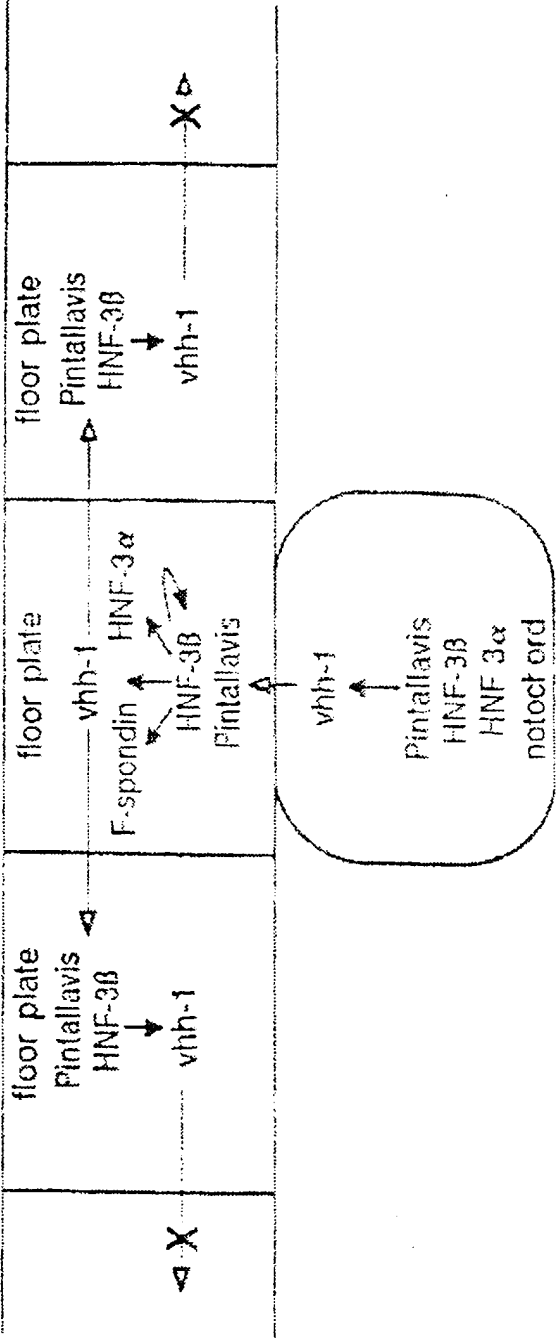 floor plate
Pintallavis
HNF-3β
vhh-1
X
floor plate
vhh-1
F-spondin HNF-3α
HNF-3β
Pintallavis
floor plate
Pintallavis
HNF-3β
vhh-1
X
vhh-1
Pintallavis
HNF-3β
HNF 3α
notochord